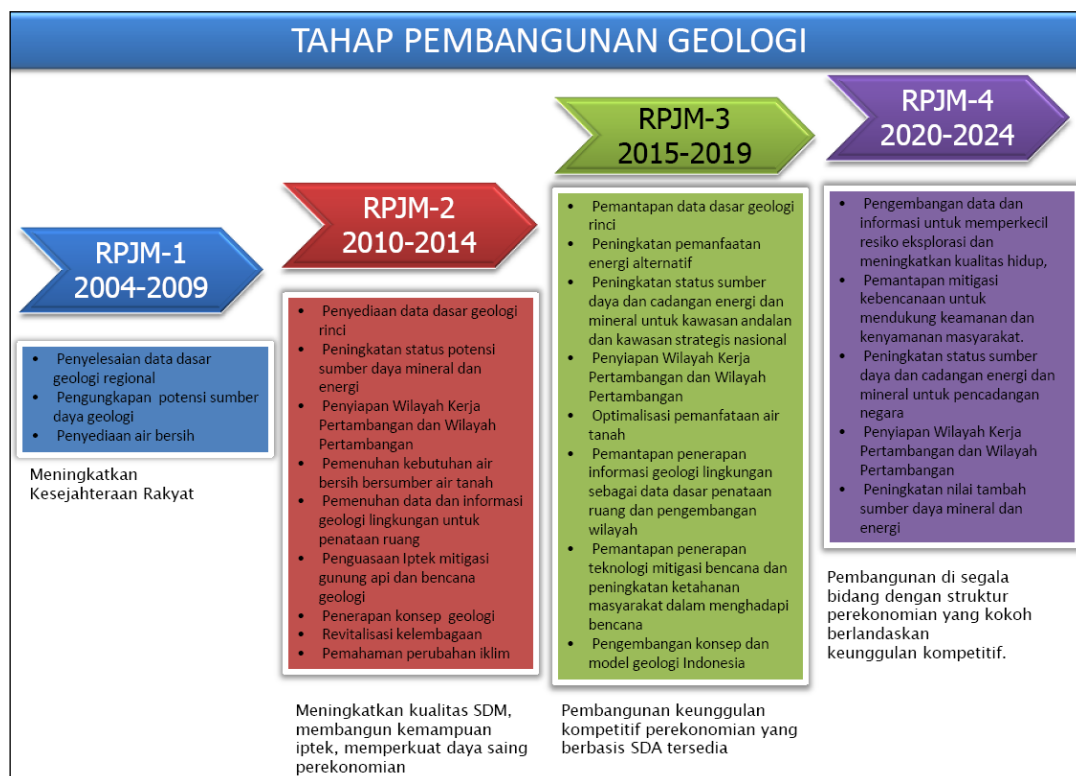 TAHAP PEMBANGUNAN GEOLOGI
RPJM-1
2004-2009
• Penyelesaian data dasar
geologi regional
• Pengungkapan potensi sumber
daya geologi
• Penyediaan air bersih
Meningkatkan
Kesejahteraan Rakyat
RPJM-2
2010-2014
• Penyediaan data dasar geologi
rinci
• Peningkatan status potensi
sumber daya mineral dan
energi
• Penyiapan Wilayah Kerja
Pertambangan dan Wilayah
Pertambangan
• Pemenuhan kebutuhan air
bersih bersumber air tanah
• Pemenuhan data dan informasi
geologi lingkungan untuk
penataan ruang
• Penguasaan Iptek mitigasi
gunung api dan bencana
geologi
• Penerapan konsep geologi
• Revitalisasi kelembagaan
• Pemahaman perubahan iklim
Meningkatkan kualitas SDM,
membangun kemampuan
iptek, memperkuat daya saing
perekonomian
RPJM-3
2015-2019
• Pemantapan data dasar geologi
rinci
• Peningkatan pemanfaatan
energi alternatif
• Peningkatan status sumber
daya dan cadangan energi dan
mineral untuk kawasan andalan
dan kawasan strategis nasional
• Penyiapan Wilayah Kerja
Pertambangan dan Wilayah
Pertambangan
• Optimalisasi pemanfataan air
tanah
• Pemantapan penerapan
informasi geologi lingkungan
sebagai data dasar penataan
ruang dan pengembangan
wilayah
• Pemantapan penerapan
teknologi mitigasi bencana dan
peningkatan ketahanan
masyarakat dalam menghadapi
bencana
• Pengembangan konsep dan
model geologi Indonesia
Pembangunan keunggulan
kompetitif perekonomian yang
berbasis SDA tersedia
RPJM-4
2020-2024
• Pengembangan data dan
informasi untuk memperkecil
resiko eksplorasi dan
meningkatkan kualitas hidup,
• Pemantapan mitigasi
kebencanaan untuk
mendukung keamanan dan
kenyamanan masyarakat.
• Peningkatan status sumber
daya dan cadangan energi dan
mineral untuk pencadangan
negara
• Penyiapan Wilayah Kerja
Pertambangan dan Wilayah
Pertambangan
• Peningkatan nilai tambah
sumber daya mineral dan
energi
Pembangunan di segala
bidang dengan struktur
perekonomian yang kokoh
berlandaskan
keunggulan kompetitif.